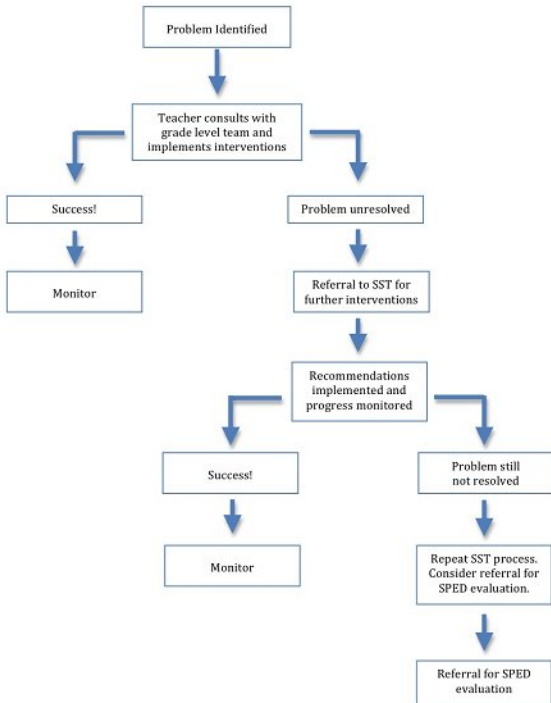 Problem Identified
Teacher consults with
grade level team and
implements interventions
Success!
Problem unresolved
Monitor
Referral to SST for
further interventions
Recommendations
implemented and
progress monitored
Success!
Problem still
not resolved
Monitor
Repeat SST process.
Consider referral for
SPED evaluation.
Referral for SPED
evaluation